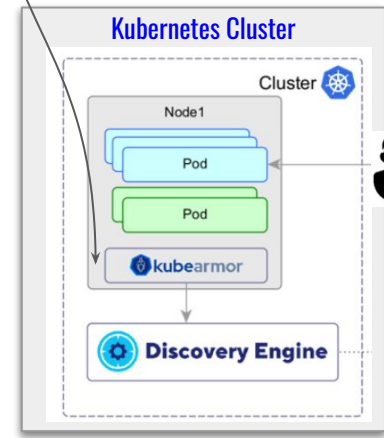 Kubernetes Cluster
Cluster
Node1
Pod
Pod
kubearmor
Discovery Engine